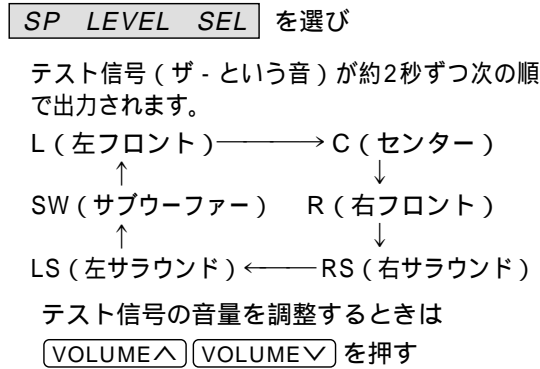 SP LEVEL SEL を選び
テスト信号（ザ - という音）が約2秒ずつ次の順
で出力されます。
L（左フロント）→ C（センター）
↑ ↓
SW（サブウーファー） R（右フロント）
↑ ↓
LS（左サラウンド）← RS（右サラウンド）
テスト信号の音量を調整するときは
VOLUME∧ VOLUME∨ を押す